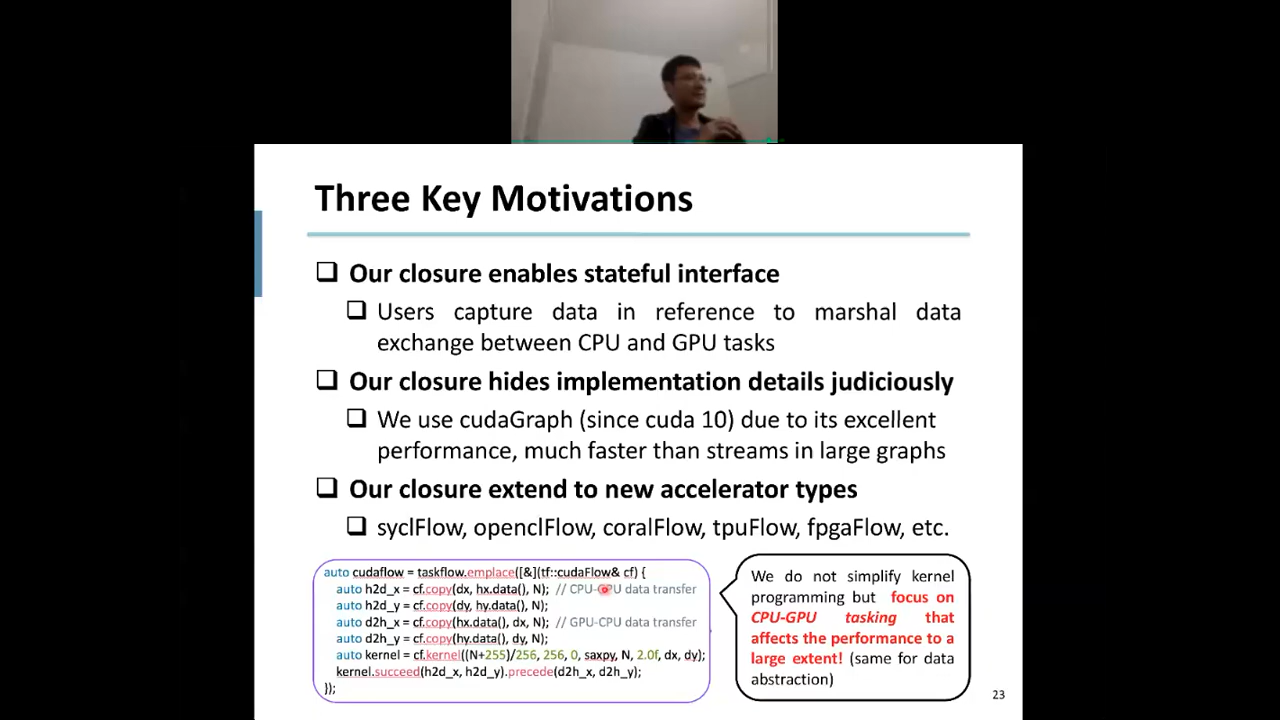 Three Key Motivations
Our closure enables stateful interface
Users capture data in reference to marshal data
exchange between CPU and GPU tasks
Our closure hides implementation details judiciously
We use cudaGraph (since cuda 10) due to its excellent
performance, much faster than streams in large graphs
Our closure extend to new accelerator types
syclFlow, openclFlow, coralFlow, tpuFlow, fpgaFlow, etc.
auto cudaflow = taskflow.emplace([&](tf::cudaFlow& cf) {
auto h2d_x = cf.copy(dx, hx.data(), N); // CPU-GPU data transfer
auto h2d_y = cf.copy(dy, hy.data(), N);
auto d2h_x = cf.copy(hx.data(), dx, N); // GPU-CPU data transfer
auto d2h_y = cf.copy(hy.data(), dy, N);
auto kernel = cf.kernel((N+255)/256, 256, 0, saxpy, N, 2.0f, dx, dy);
kernel.succeed(h2d_x, h2d_y).precede(d2h_x, d2h_y);
});
We do not simplify kernel
programming but focus on
CPU-GPU tasking that
affects the performance to a
large extent! (same for data
abstraction)
23